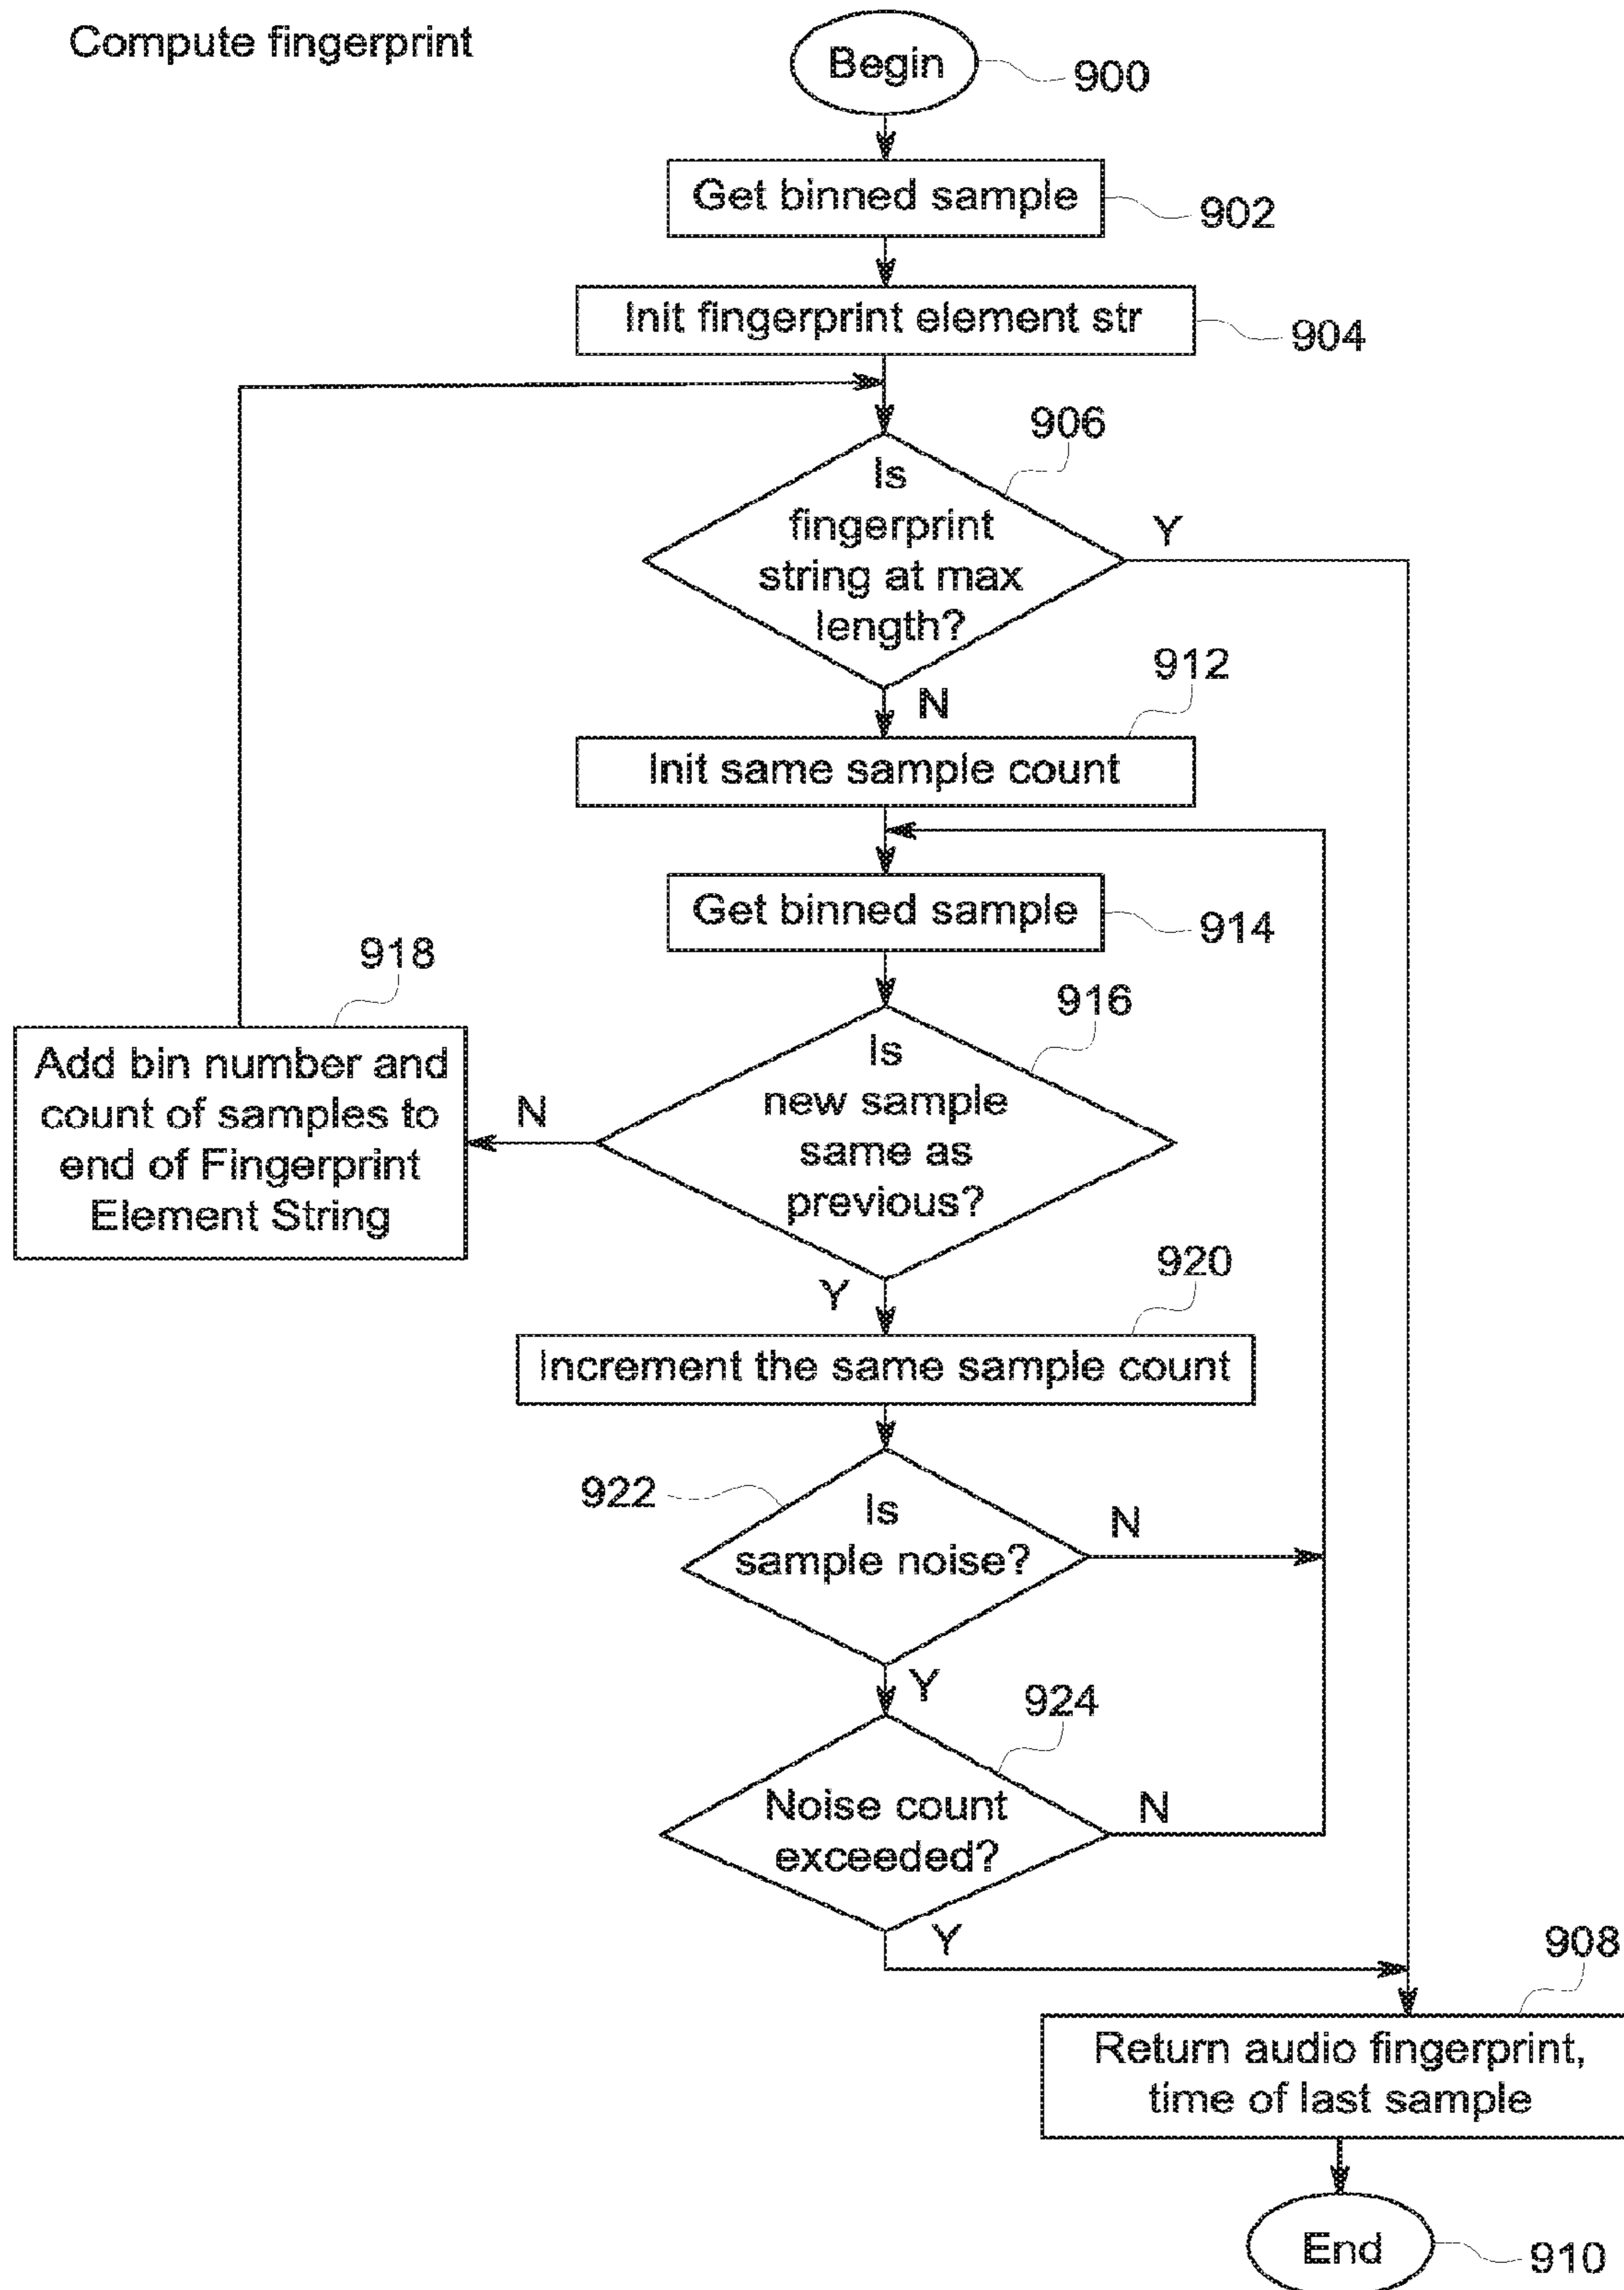 Compute fingerprint
Begin
900
Get binned sample
902
Init fingerprint element str
904
906
Is
fingerprint
string at max
length?
Y
N
912
Init same sample count
Get binned sample
914
918
Add bin number and
count of samples to
end of Fingerprint
Element String
N
916
Is
new sample
same as
previous?
Y
920
Increment the same sample count
922
Is
sample noise?
N
Y
924
Noise count
exceeded?
N
Y
908
Return audio fingerprint,
time of last sample
End
910